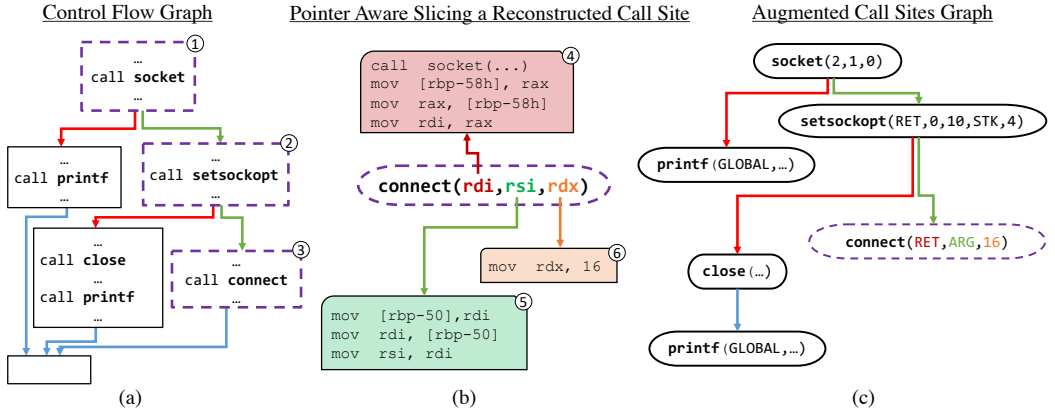 Control Flow Graph
Pointer Aware Slicing a Reconstructed Call Site
Augmented Call Sites Graph
1
…
call socket
…
…
call printf
…
2
…
call setsockopt
…
…
call close
…
call printf
…
3
…
call connect
…
(a)
4
call socket(...)
mov [rbp-58h], rax
mov rax, [rbp-58h]
mov rdi, rax
connect(rdi,rsi,rdx)
6
mov rdx, 16
5
mov [rbp-50],rdi
mov rdi, [rbp-50]
mov rsi, rdi
(b)
socket(2,1,0)
setsockopt(RET,0,10,STK,4)
printf(GLOBAL,…)
connect(RET,ARG,16)
close(…)
printf(GLOBAL,…)
(c)